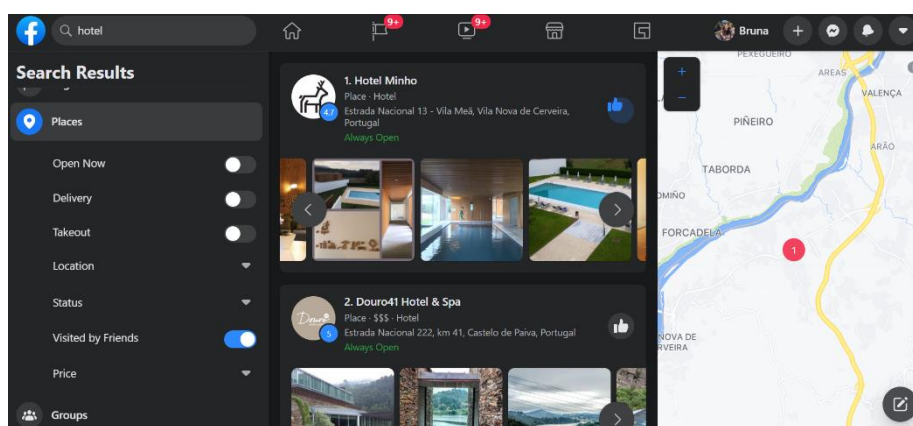 hotel
9+
9+
Bruna
Search Results
Places
Open Now
Delivery
Takeout
Location
Status
Visited by Friends
Price
Groups
1. Hotel Minho
Place · Hotel
4.7
Estrada Nacional 13 - Vila Meã, Vila Nova de Cerveira,
Portugal
Always Open
2. Douro41 Hotel & Spa
Place · $$$ · Hotel
Douro
5
Estrada Nacional 222, km 41, Castelo de Paiva, Portugal
Always Open
PEXEGUEIRO
AREAS
VALENÇA
PIÑEIRO
ARÃO
TABORDA
OMIÑO
FORCADELA
1
NOVA DE
RVEIRA